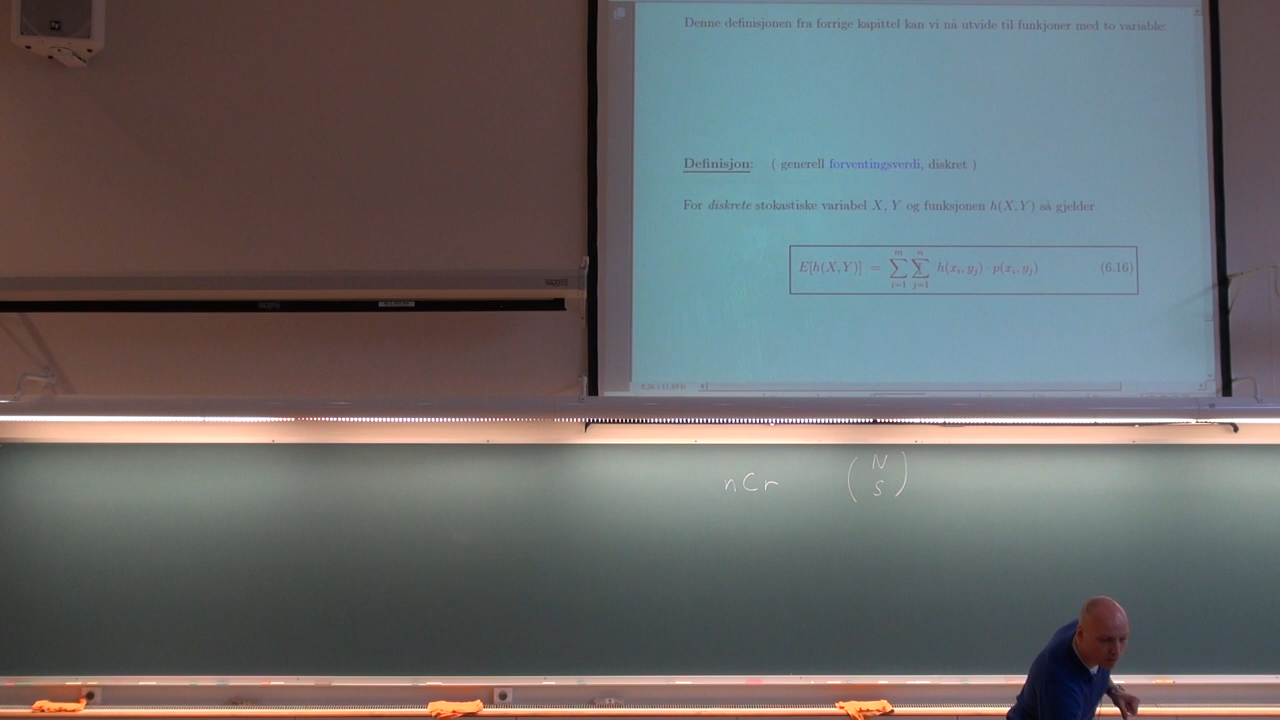 Denne definisjonen fra forrige kapittel kan vi nå utvide til funkjoner med to variable:
Definisjon: ( generell forventingsverdi, diskret )
For diskrete stokastiske variabel X, Y og funksjonen h(X, Y) så gjelder
E[h(X,Y)] = ∑_{i=1}^{m} ∑_{j=1}^{n} h(x_i, y_j) · p(x_i, y_j) (6.16)
nCr (N S)